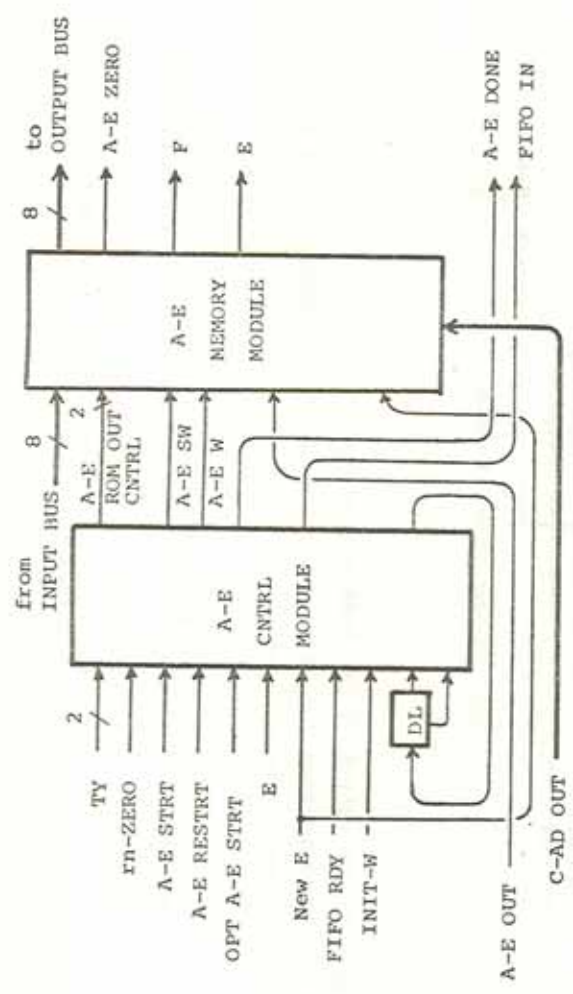 from
INPUT BUS
8
A-E
ROM OUT
CNTRL
2
A-E SW
A-E W
to
OUTPUT BUS
8
A-E ZERO
F
E
A-E DONE
FIFO IN
TY
2
rn-ZERO
A-E STRT
A-E RESTRT
OPT A-E STRT
E
New E
FIFO RDY
INIT-W
DL
A-E
CNTRL
MODULE
A-E
MEMORY
MODULE
A-E OUT
C-AD OUT